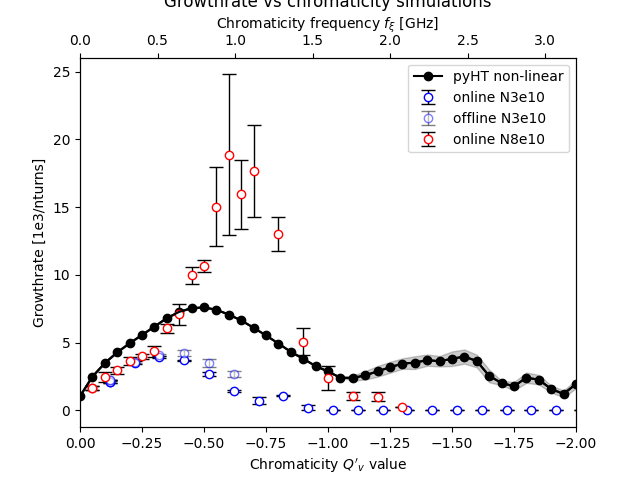 Growthrate vs chromaticity simulations
Chromaticity frequency fξ [GHz]
0.0 0.5 1.0 1.5 2.0 2.5 3.0
25
20
15
10
5
0
Growthrate [1e3/nturns]
pyHT non-linear
online N3e10
offline N3e10
online N8e10
0.00 −0.25 −0.50 −0.75 −1.00 −1.25 −1.50 −1.75 −2.00
Chromaticity Q′v value